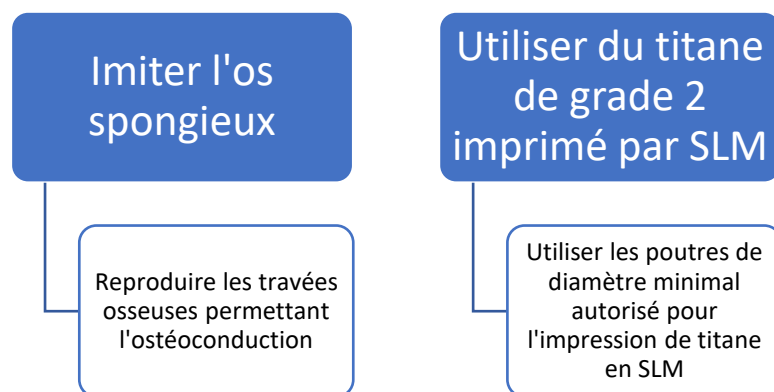 Imiter l'os
spongieux
Reproduire les travées
osseuses permettant
l'ostéoconduction
Utiliser du titane
de grade 2
imprimé par SLM
Utiliser les poutres de
diamètre minimal
autorisé pour
l'impression de titane
en SLM